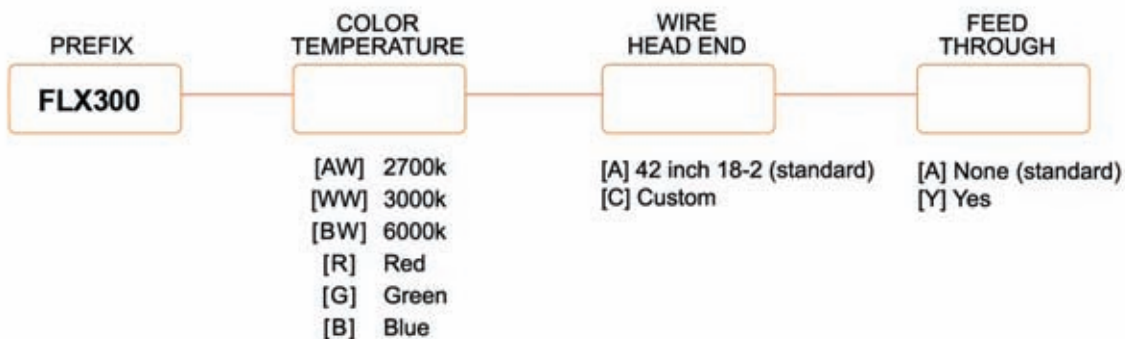 PREFIX
FLX300
COLOR
TEMPERATURE
[AW] 2700k
[WW] 3000k
[BW] 6000k
[R] Red
[G] Green
[B] Blue
WIRE
HEAD END
[A] 42 inch 18-2 (standard)
[C] Custom
FEED
THROUGH
[A] None (standard)
[Y] Yes